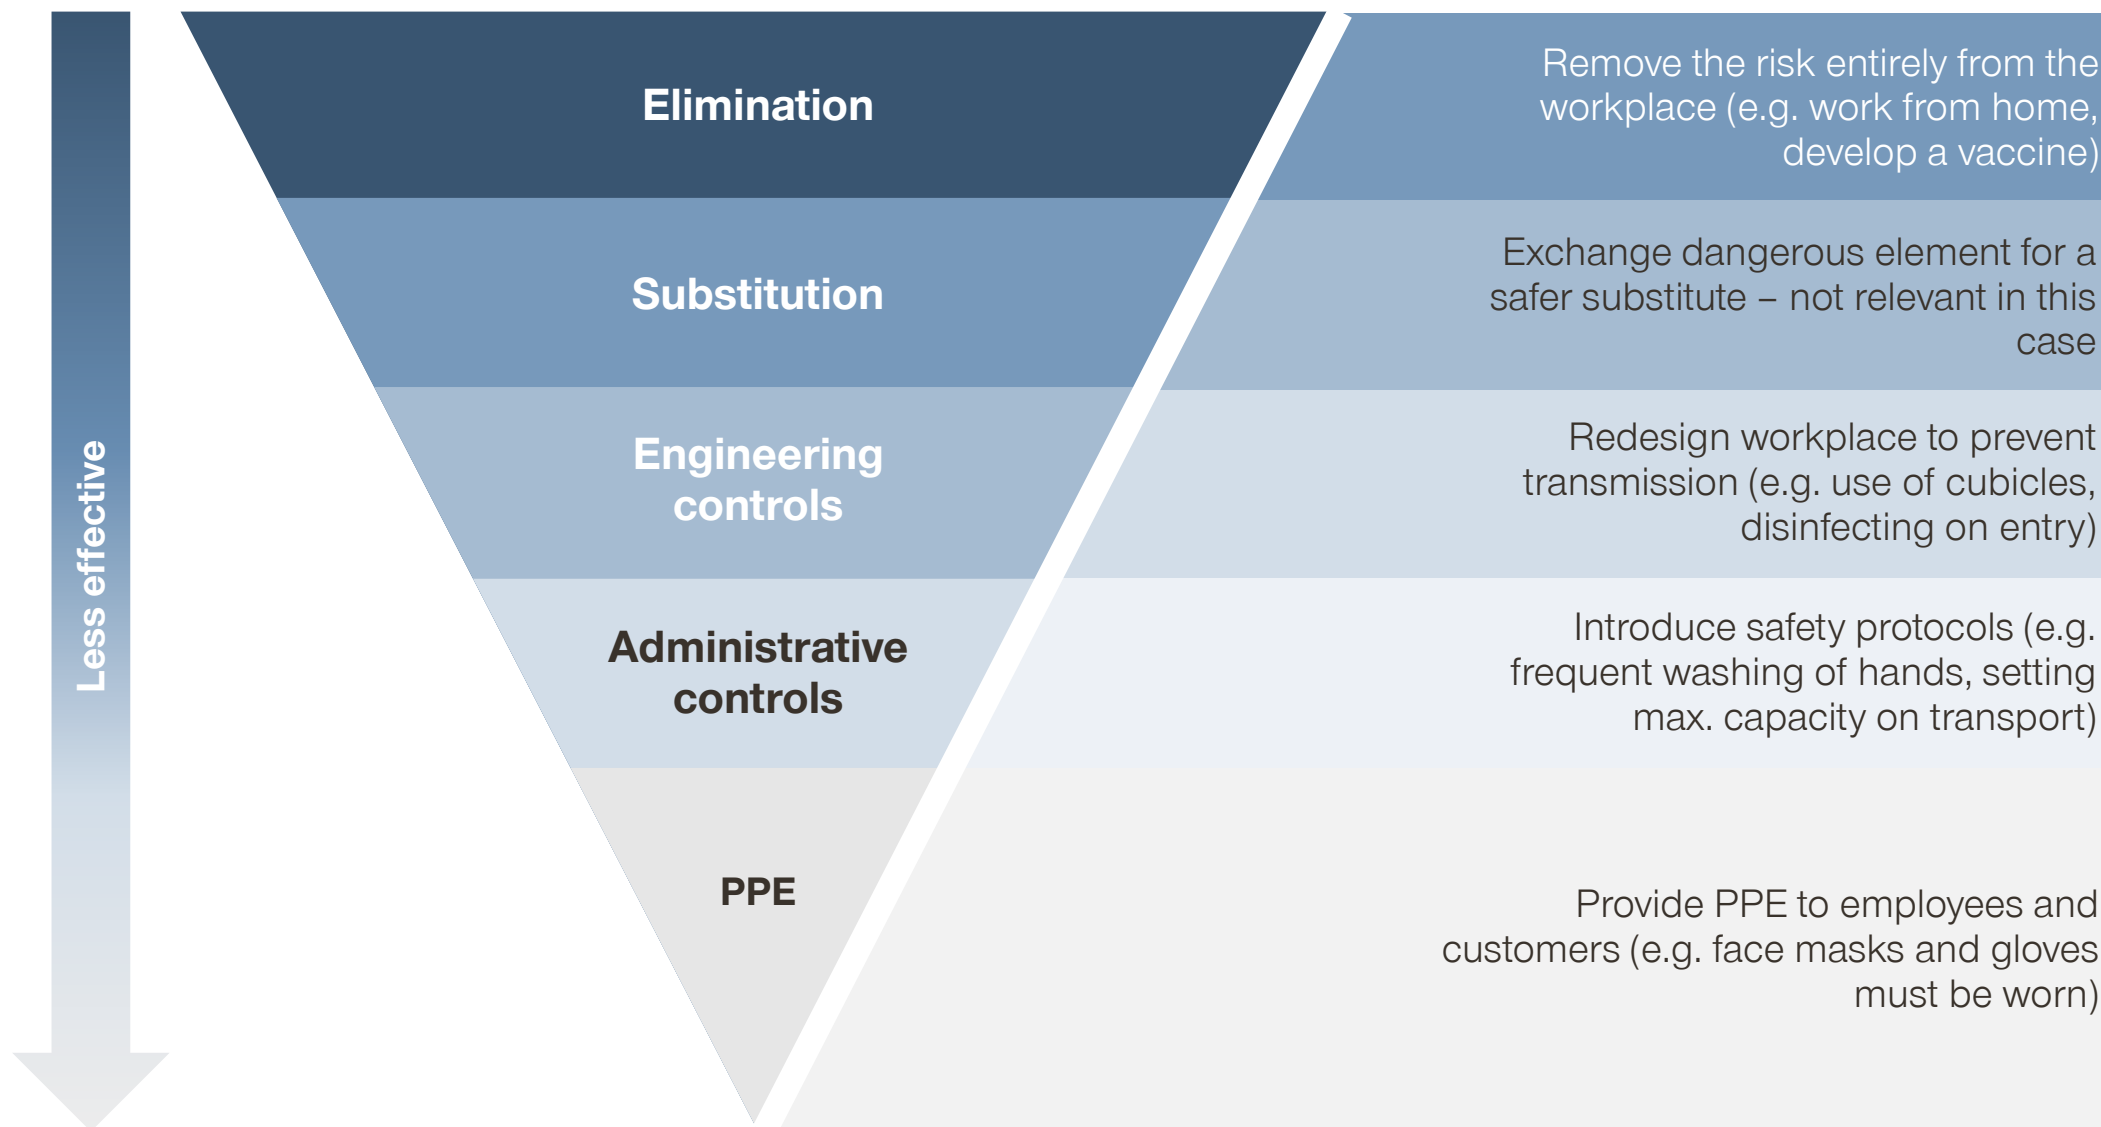 Less effective
Elimination
Remove the risk entirely from the
workplace (e.g. work from home,
develop a vaccine)
Substitution
Exchange dangerous element for a
safer substitute – not relevant in this
case
Engineering
controls
Redesign workplace to prevent
transmission (e.g. use of cubicles,
disinfecting on entry)
Administrative
controls
Introduce safety protocols (e.g.
frequent washing of hands, setting
max. capacity on transport)
PPE
Provide PPE to employees and
customers (e.g. face masks and gloves
must be worn)